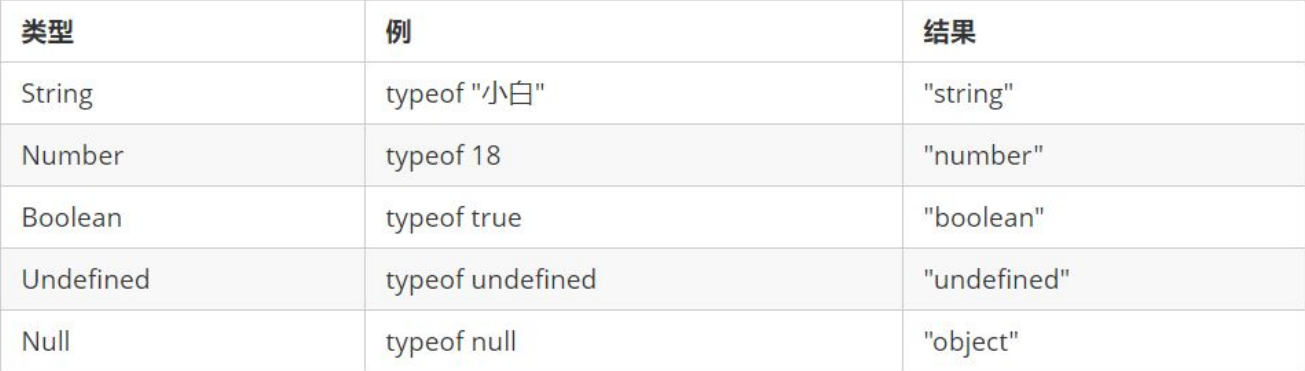 类型 例 结果
String typeof "小白" "string"
Number typeof 18 "number"
Boolean typeof true "boolean"
Undefined typeof undefined "undefined"
Null typeof null "object"